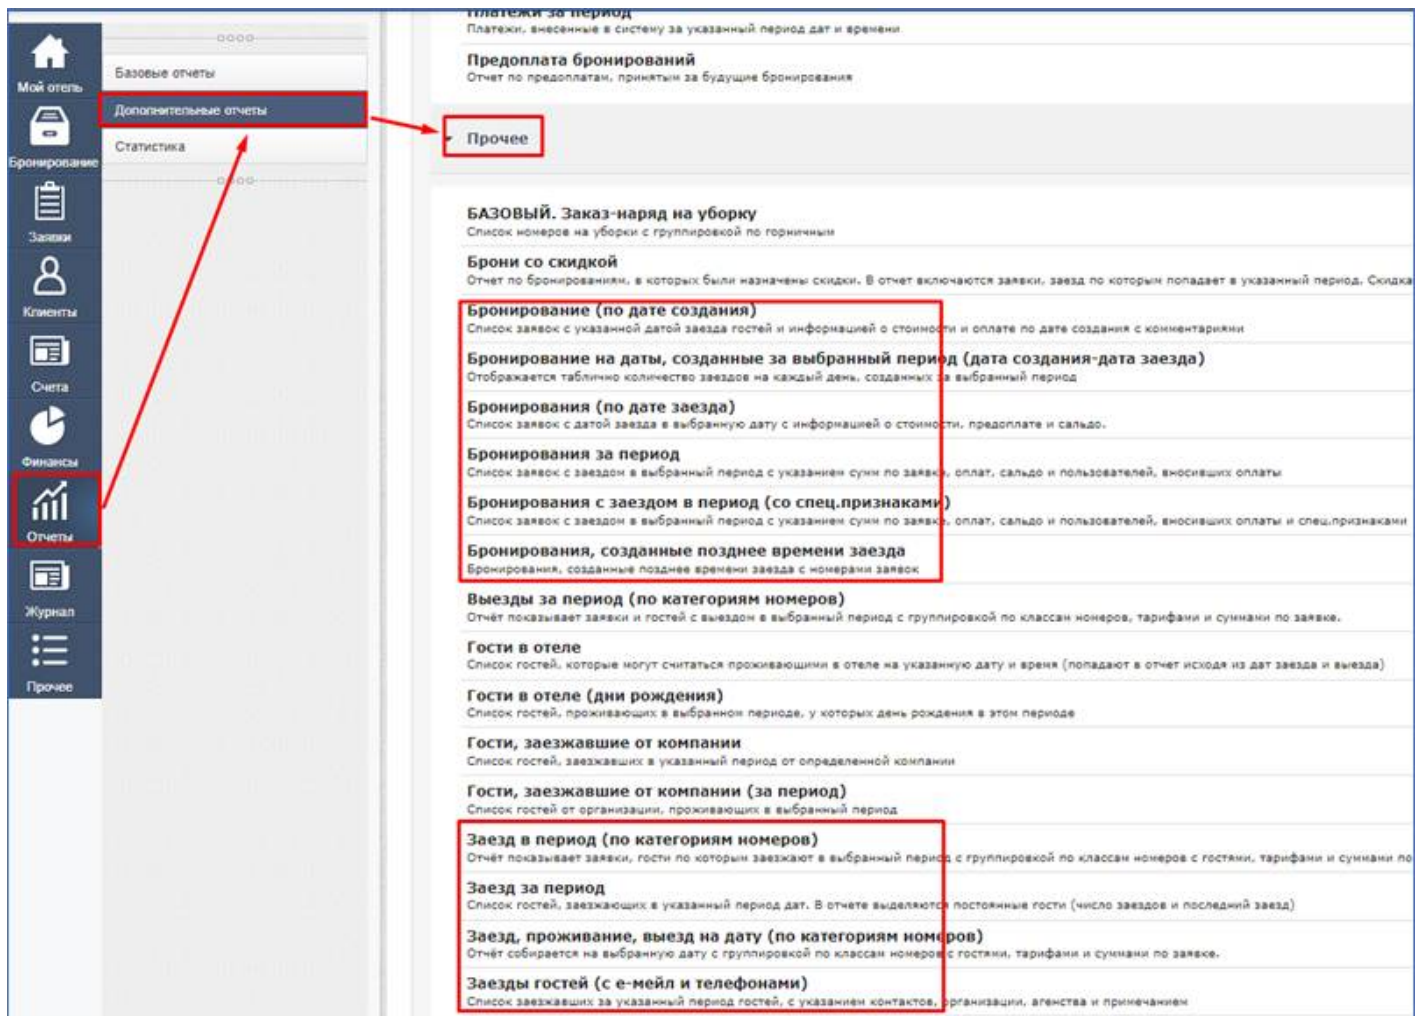 Мой отель
Бронирование
Заявки
Клиенты
Счета
Финансы
Отчеты
Журнал
Прочее
Базовые отчеты
Дополнительные отчеты
Статистика
Платежи за период
Платежи, внесенные в систему за указанный период дат и времени
Предоплата бронирований
Отчет по предоплатам, принятым за будущие бронирования
Прочее
БАЗОВЫЙ. Заказ-наряд на уборку
Список номеров на уборки с группировкой по горничным
Брони со скидкой
Отчет по бронированиям, в которых были назначены скидки. В отчет включаются заявки, заезд по которым попадает в указанный период. Скидка
Бронирование (по дате создания)
Список заявок с указанной датой заезда гостей и информацией о стоимости и оплате по дате создания с комментариями
Бронирование на даты, созданные за выбранный период (дата создания-дата заезда)
Отображается таблично количество заездов на каждый день, созданных за выбранный период
Бронирования (по дате заезда)
Список заявок с датой заезда в выбранную дату с информацией о стоимости, предоплате и сальдо.
Бронирования за период
Список заявок с заездом в выбранный период с указанием сумм по заявке, оплат, сальдо и пользователей, вносивших оплаты
Бронирования с заездом в период (со спец.признаками)
Список заявок с заездом в выбранный период с указанием сумм по заявке, оплат, сальдо и пользователей, вносивших оплаты и спец.признаками
Бронирования, созданные позднее времени заезда
Бронирования, созданные позднее времени заезда с номерами заявок
Выезды за период (по категориям номеров)
Отчёт показывает заявки и гостей с выездом в выбранный период с группировкой по классам номеров, тарифами и суммами по заявке.
Гости в отеле
Список гостей, которые могут считаться проживающими в отеле на указанную дату и время (попадают в отчет исходя из дат заезда и выезда)
Гости в отеле (дни рождения)
Список гостей, проживающих в выбранном периоде, у которых день рождения в этом периоде
Гости, заезжавшие от компании
Список гостей, заезжавших в указанный период от определенной компании
Гости, заезжавшие от компании (за период)
Список гостей от организации, проживающих в выбранный период
Заезд в период (по категориям номеров)
Отчёт показывает заявки, гости по которым заезжают в выбранный период с группировкой по классам номеров с гостями, тарифами и суммами по
Заезд за период
Список гостей, заезжающих в указанный период дат. В отчете выделяются постоянные гости (число заездов и последний заезд)
Заезд, проживание, выезд на дату (по категориям номеров)
Отчёт собирается на выбранную дату с группировкой по классам номеров с гостями, тарифами и суммами по заявке.
Заезды гостей (с е-мейл и телефонами)
Список заезжавших за указанный период гостей, с указанием контактов, организации, агенства и примечанием